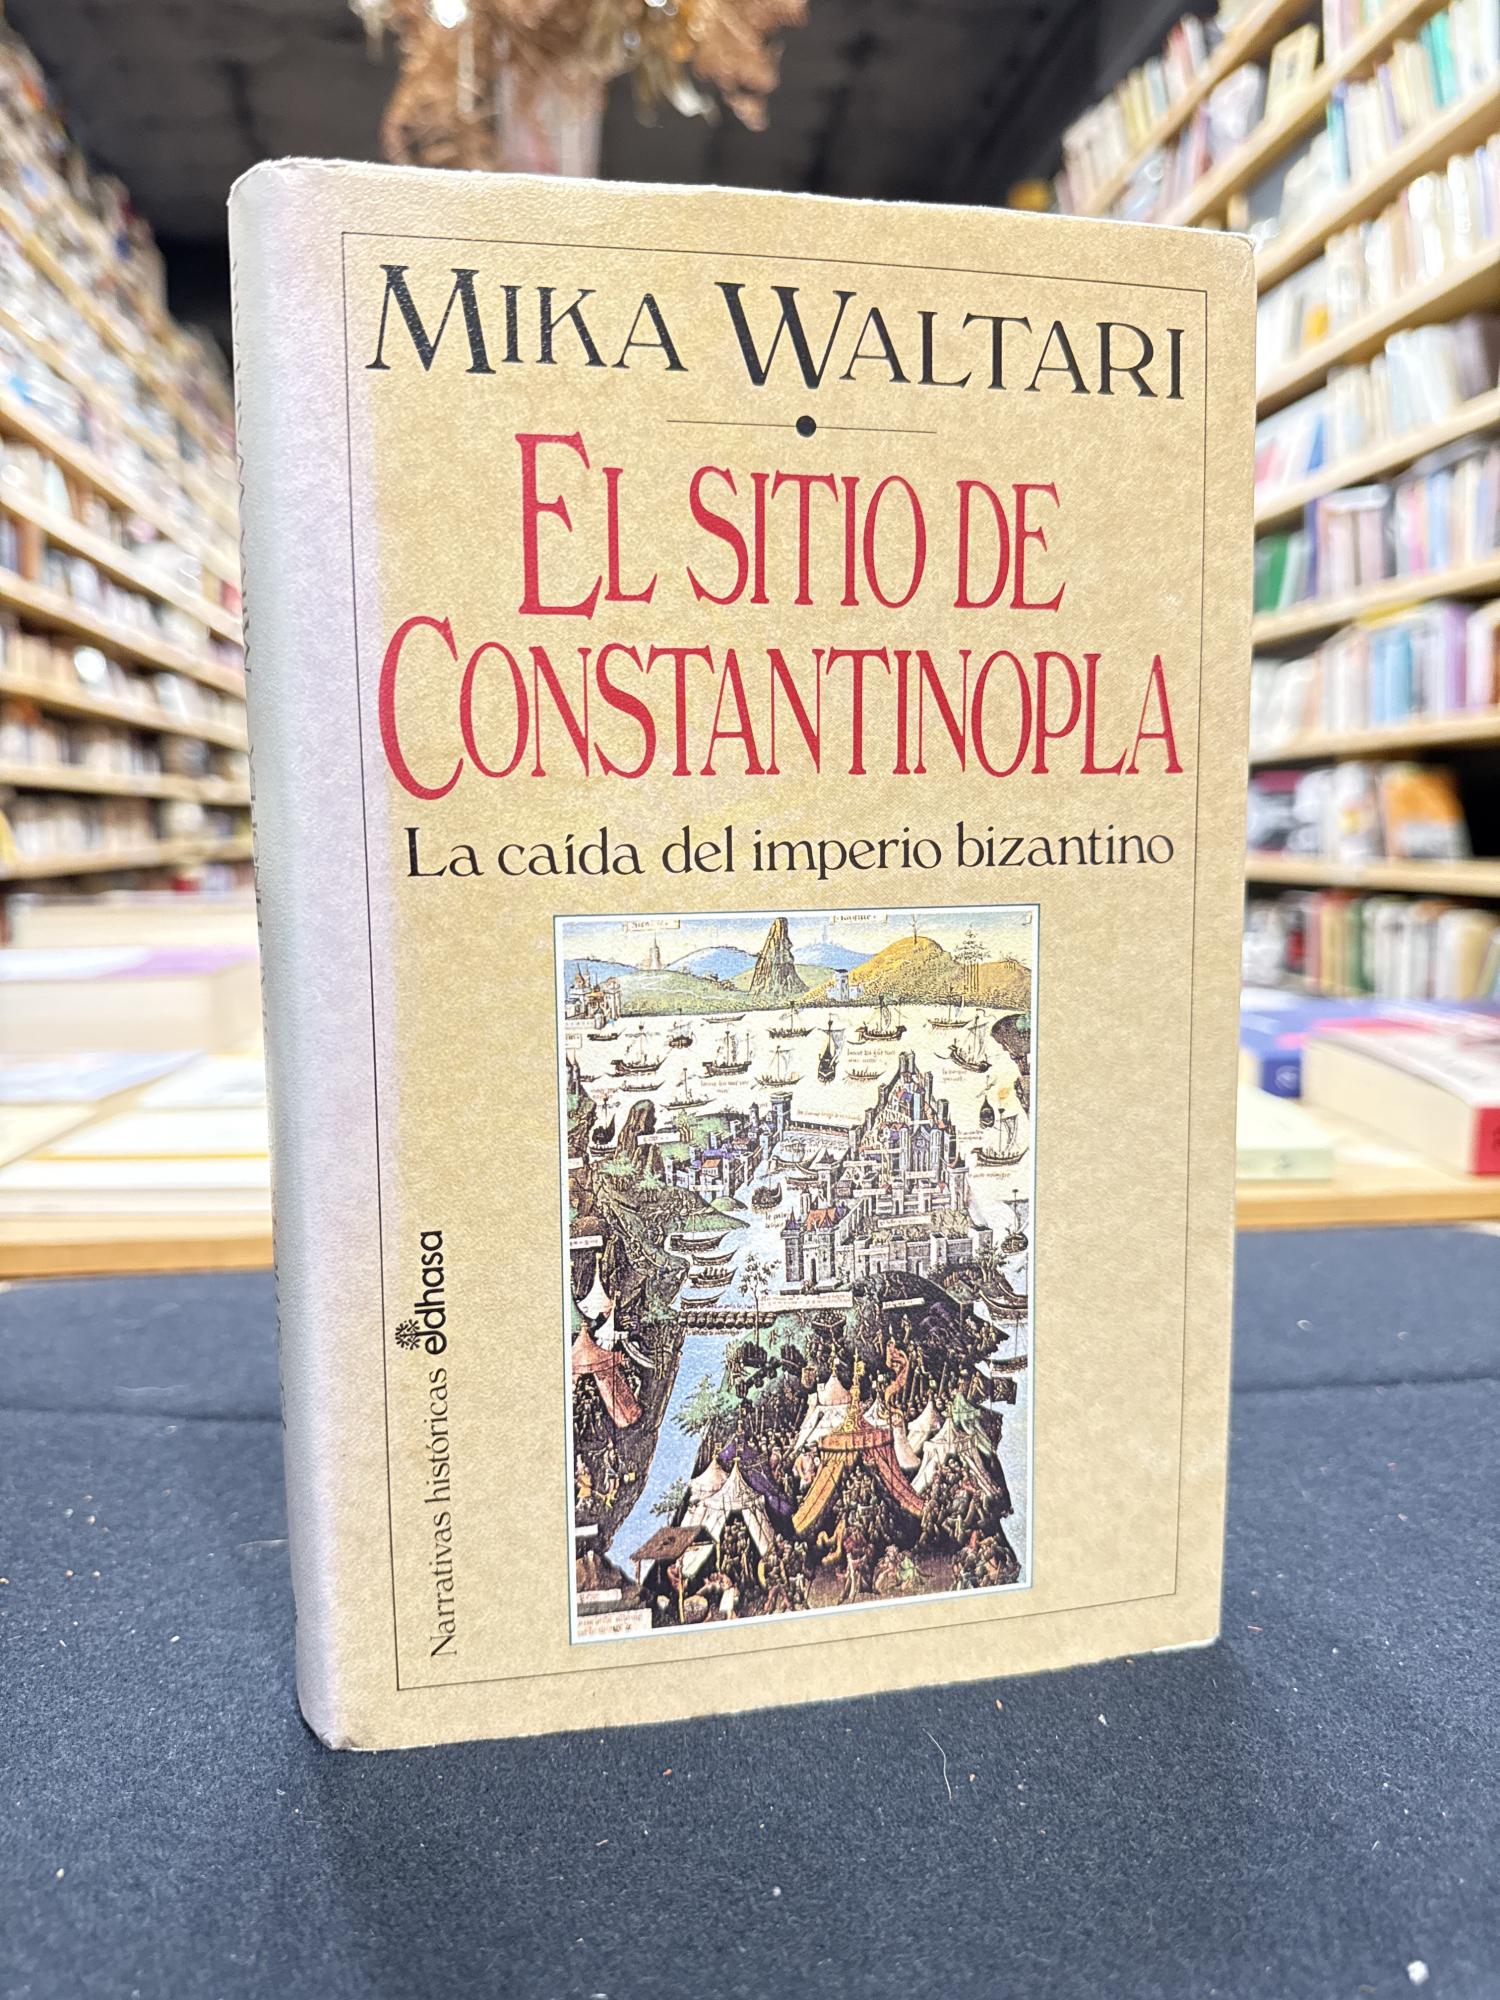 MIKA WALTARI
EL SITIO DE
CONSTANTINOPLA
La caída del imperio bizantino
Narrativas históricas edhasa